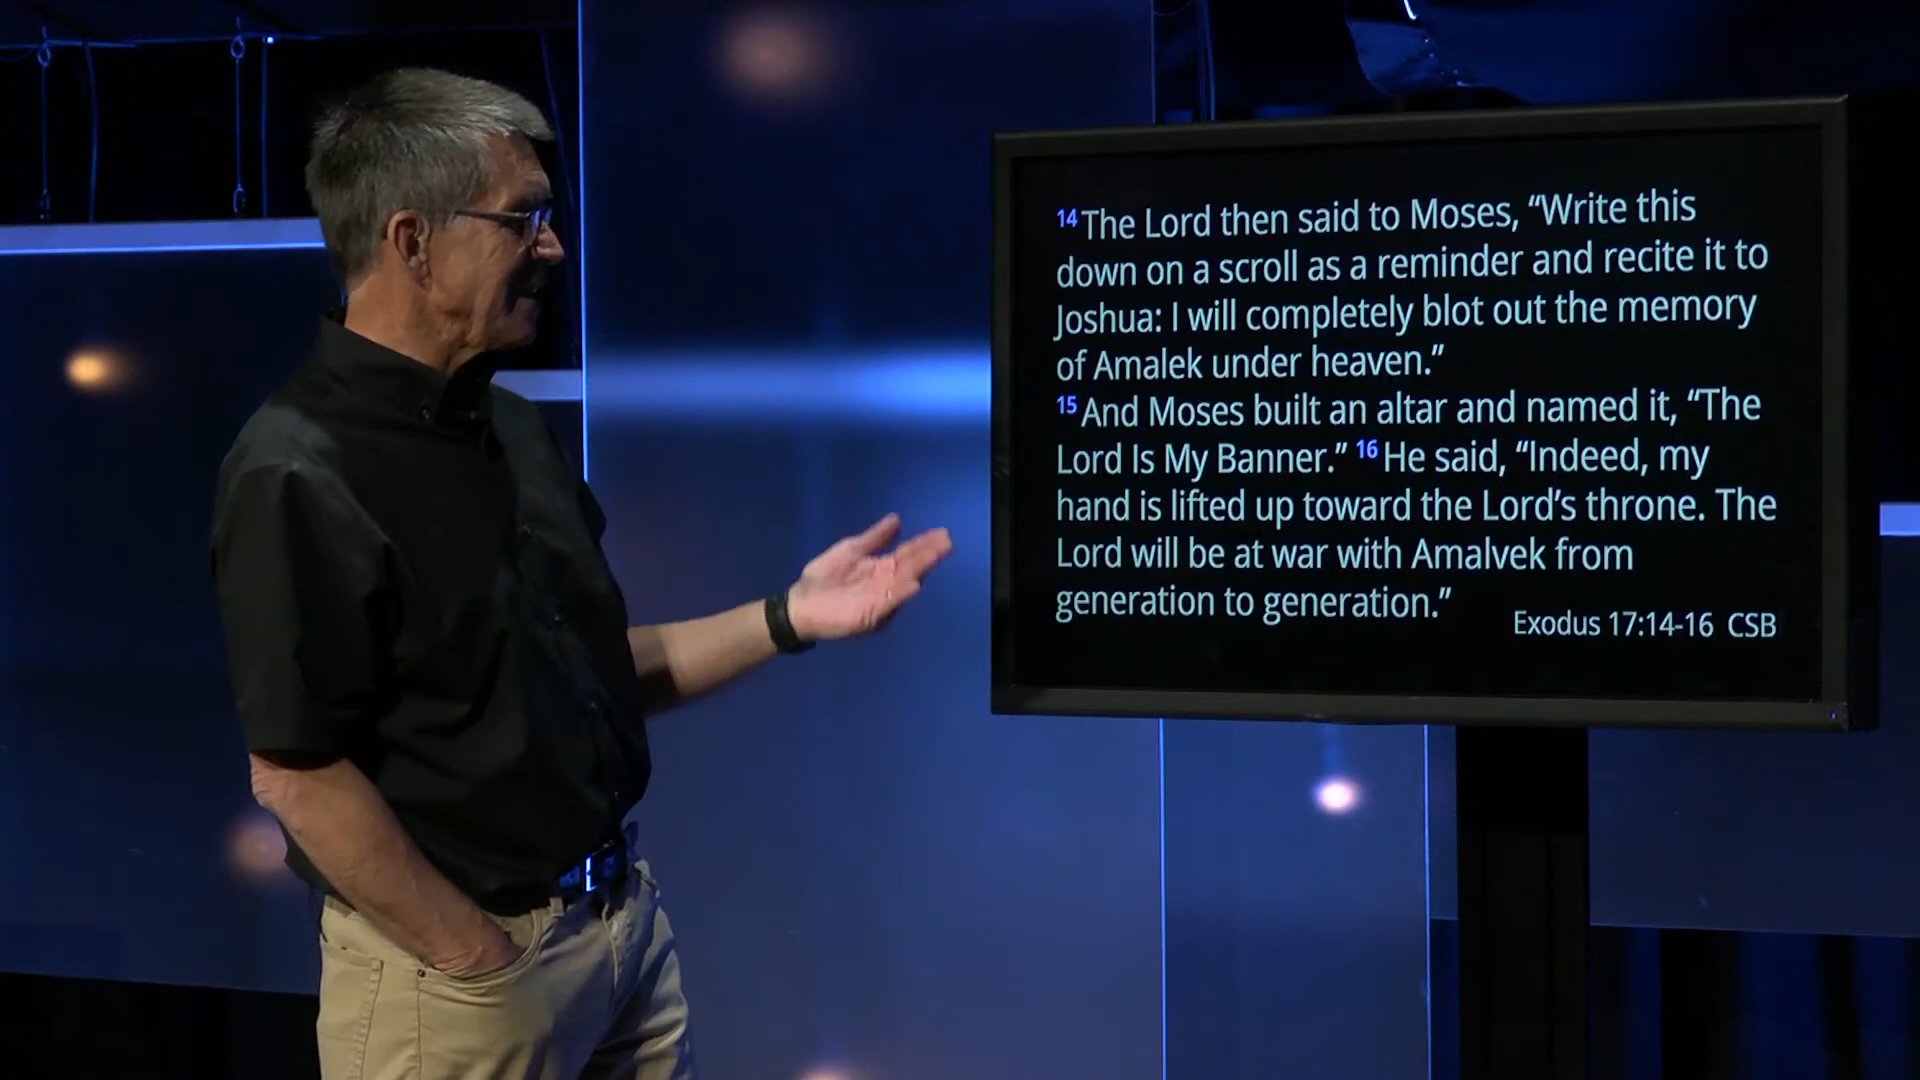 14 The Lord then said to Moses, “Write this
down on a scroll as a reminder and recite it to
Joshua: I will completely blot out the memory
of Amalek under heaven.”
15 And Moses built an altar and named it, “The
Lord Is My Banner.” 16 He said, “Indeed, my
hand is lifted up toward the Lord’s throne. The
Lord will be at war with Amalvek from
generation to generation.”
Exodus 17:14-16 CSB